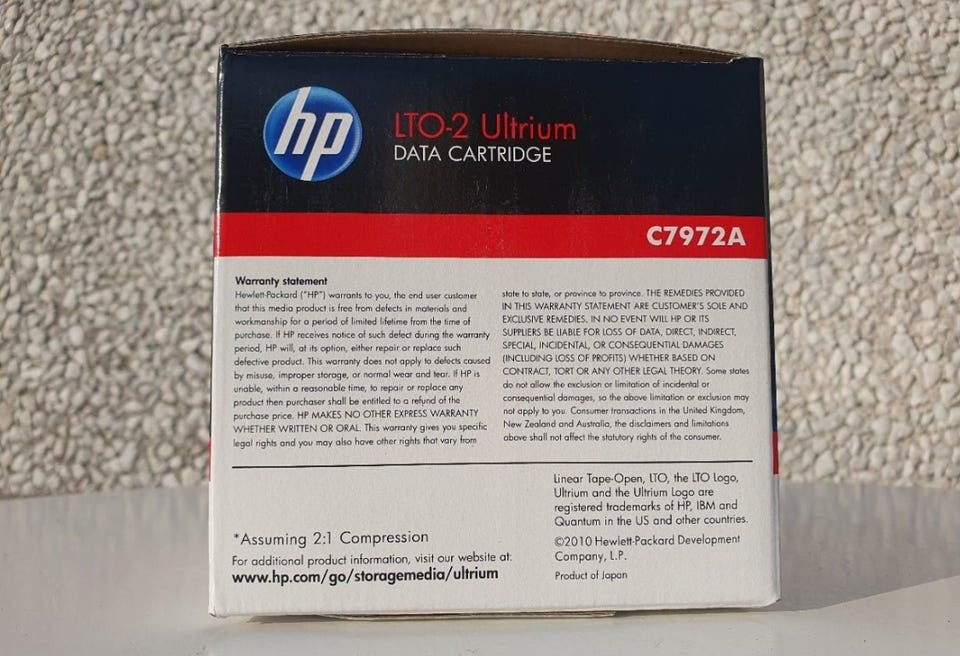 hp
LTO-2 Ultrium
DATA CARTRIDGE
C7972A
Warranty statement
Hewlett-Packard ("HP") warrants to you, the end user customer
that this media product is free from defects in materials and
workmanship for a period of limited lifetime from the time of
purchase. If HP receives notice of such defect during the warranty
period, HP will, at its option, either repair or replace such
defective product. This warranty does not apply to defects caused
by misuse, improper storage, or normal wear and tear. If HP is
unable, within a reasonable time, to repair or replace any
product then purchaser shall be entitled to a refund of the
purchase price. HP MAKES NO OTHER EXPRESS WARRANTY
WHETHER WRITTEN OR ORAL. This warranty gives you specific
legal rights and you may also have other rights that vary from
state to state, or province to province. THE REMEDIES PROVIDED
IN THIS WARRANTY STATEMENT ARE CUSTOMER'S SOLE AND
EXCLUSIVE REMEDIES. IN NO EVENT WILL HP OR ITS
SUPPLIERS BE LIABLE FOR LOSS OF DATA, DIRECT, INDIRECT,
SPECIAL, INCIDENTAL, OR CONSEQUENTIAL DAMAGES
(INCLUDING LOSS OF PROFITS) WHETHER BASED ON
CONTRACT, TORT OR ANY OTHER LEGAL THEORY. Some states
do not allow the exclusion or limitation of incidental or
consequential damages, so the above limitation or exclusion may
not apply to you. Consumer transactions in the United Kingdom,
New Zealand and Australia, the disclaimers and limitations
above shall not affect the statutory rights of the consumer.
*Assuming 2:1 Compression
For additional product information, visit our website at:
www.hp.com/go/storagemedia/ultrium
Linear Tape-Open, LTO, the LTO Logo,
Ultrium and the Ultrium Logo are
registered trademarks of HP, IBM and
Quantum in the US and other countries.
©2010 Hewlett-Packard Development
Company, L.P.
Product of Japan